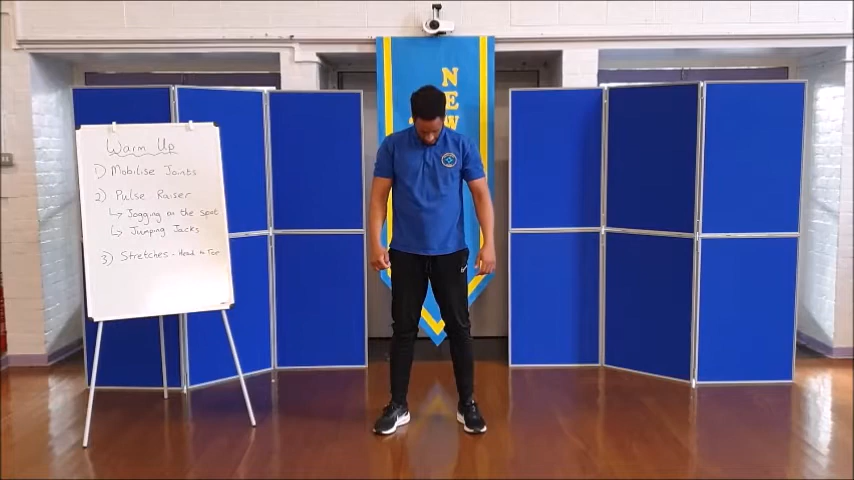 Warm Up
1) Mobilise Joints.
2) Pulse Raiser
↳ Jogging on the spot
↳ Jumping Jacks
3) Stretches - Head to Toe
NEW